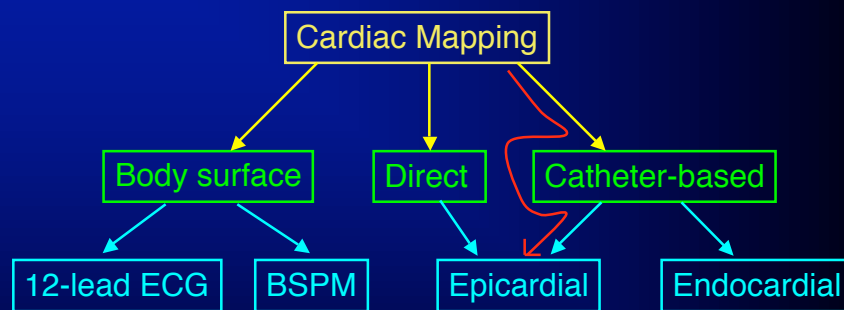 Cardiac Mapping
Body surface
Direct
Catheter-based
12-lead ECG
BSPM
Epicardial
Endocardial